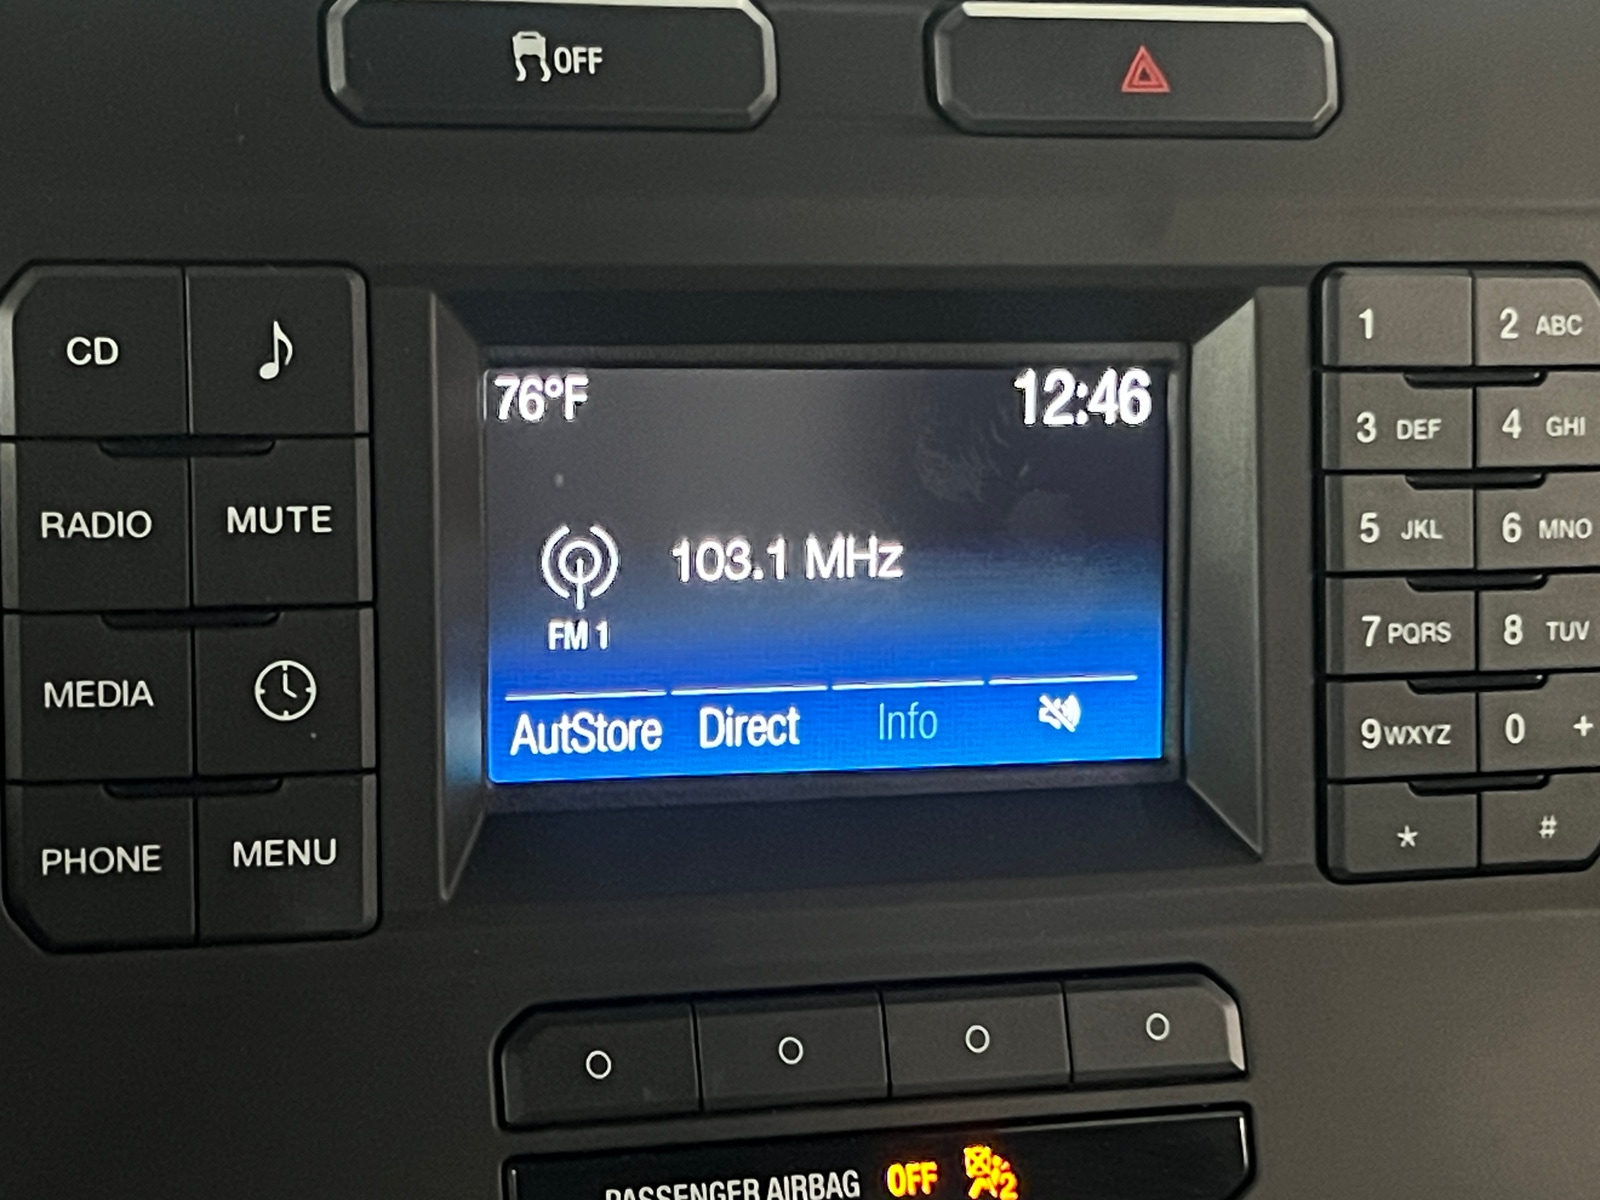 OFF
CD
RADIO MUTE
MEDIA
PHONE MENU
76°F 12:46
103.1 MHz
FM 1
AutStore Direct Info
1 2 ABC
3 DEF 4 GHI
5 JKL 6 MNO
7 PQRS 8 TUV
9 WXYZ 0 +
* #
PASSENGER AIRBAG OFF 2